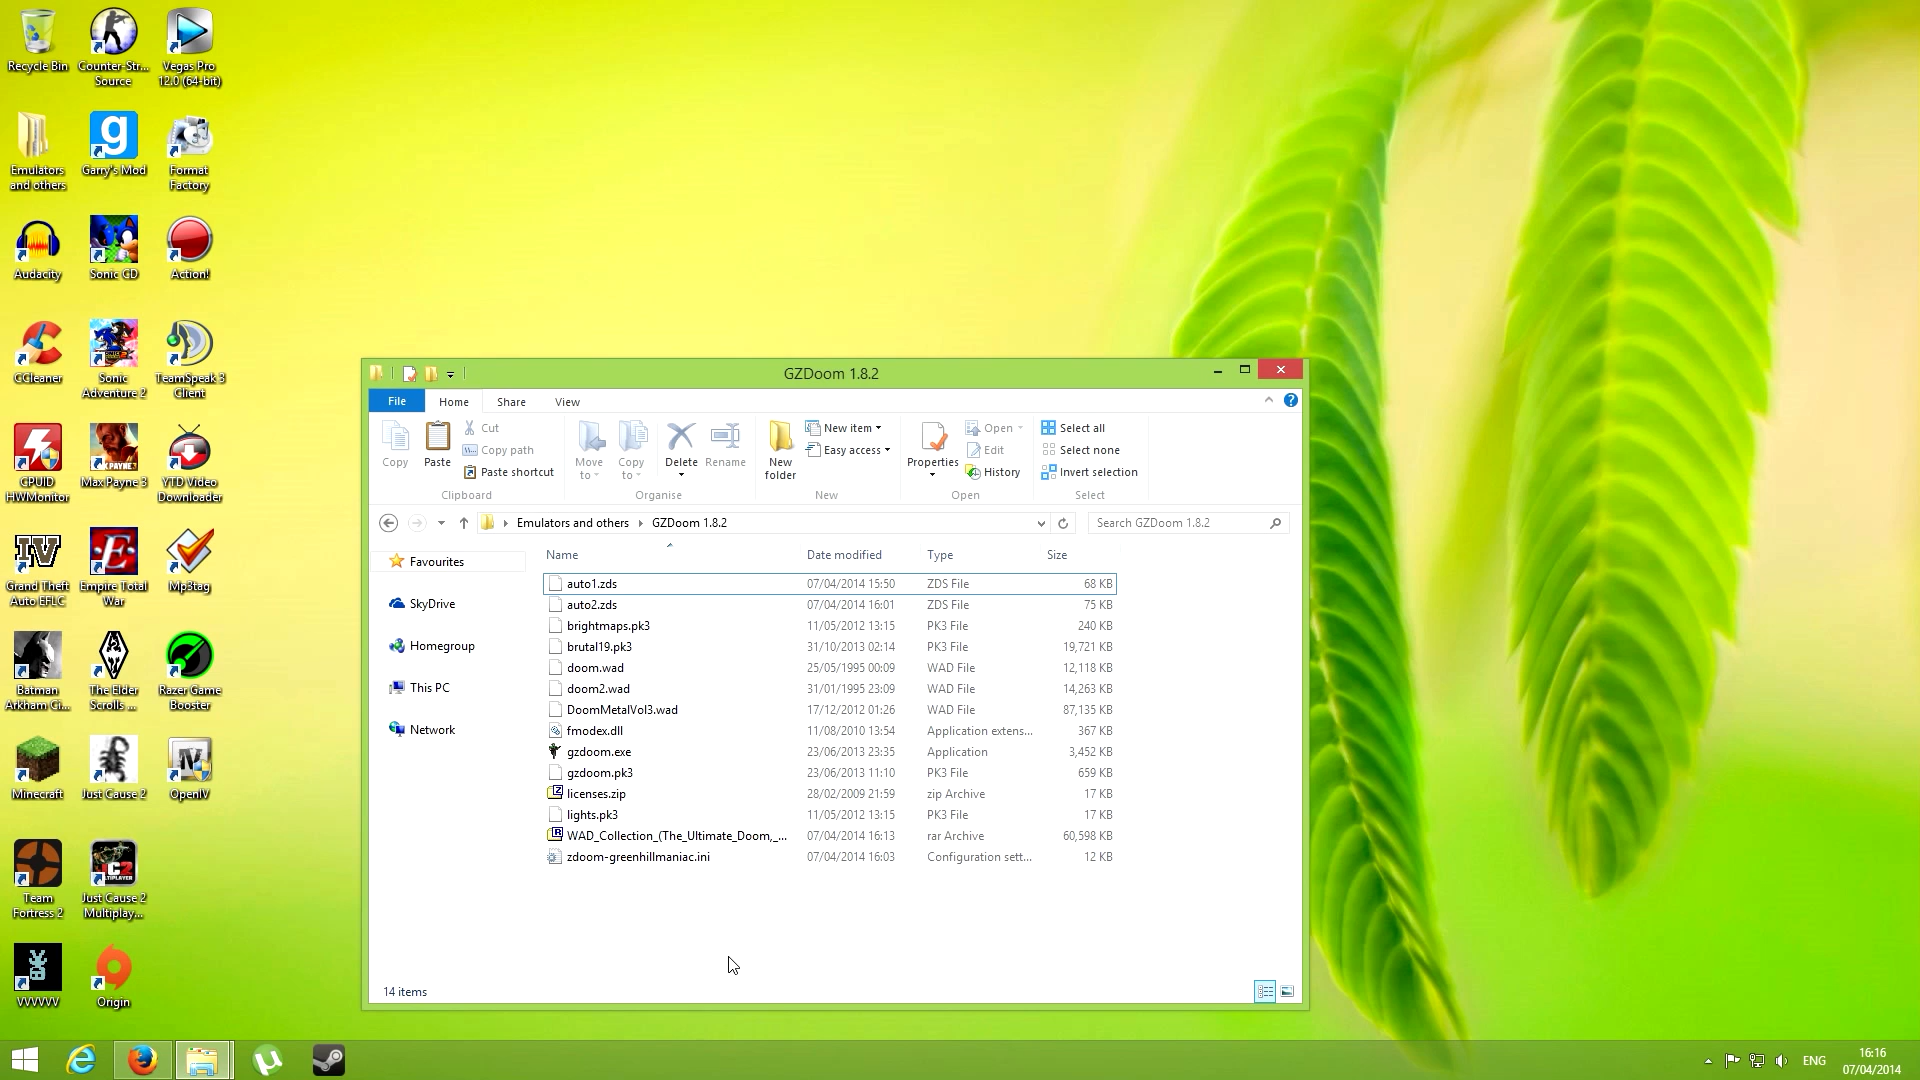 Recycle Bin
Counter-Str...
Source
Vegas Pro
12.0 (64-bit)
Emulators
and others
Garry's Mod
Format
Factory
Audacity
Sonic CD
Action!
CCleaner
Sonic
Adventure 2
TeamSpeak 3
Client
CPUID
HWMonitor
Max Payne 3
YTD Video
Downloader
Grand Theft
Auto EFLC
Empire Total
War
Mp3tag
Batman
Arkham Ci...
The Elder
Scrolls ...
Razer Game
Booster
Minecraft
Just Cause 2
OpenIV
Team
Fortress 2
Just Cause 2
Multiplay...
VVVVVV
Origin
GZDoom 1.8.2
File Home Share View
Copy
Paste
Cut
Copy path
Paste shortcut
Clipboard
Move
to
Copy
to
Delete
Rename
Organise
New
folder
New item
Easy access
New
Properties
Open
Edit
History
Open
Select all
Select none
Invert selection
Select
Emulators and others GZDoom 1.8.2
Search GZDoom 1.8.2
Favourites
SkyDrive
Homegroup
This PC
Network
Name Date modified Type Size
auto1.zds 07/04/2014 15:50 ZDS File 68 KB
auto2.zds 07/04/2014 16:01 ZDS File 75 KB
brightmaps.pk3 11/05/2012 13:15 PK3 File 240 KB
brutal19.pk3 31/10/2013 02:14 PK3 File 19,721 KB
doom.wad 25/05/1995 00:09 WAD File 12,118 KB
doom2.wad 31/01/1995 23:09 WAD File 14,263 KB
DoomMetalVol3.wad 17/12/2012 01:26 WAD File 87,135 KB
fmodex.dll 11/08/2010 13:54 Application extens... 367 KB
gzdoom.exe 23/06/2013 23:35 Application 3,452 KB
gzdoom.pk3 23/06/2013 11:10 PK3 File 659 KB
licenses.zip 28/02/2009 21:59 zip Archive 17 KB
lights.pk3 11/05/2012 13:15 PK3 File 17 KB
WAD_Collection_(The_Ultimate_Doom,_... 07/04/2014 16:13 rar Archive 60,598 KB
zdoom-greenhillmaniac.ini 07/04/2014 16:03 Configuration sett... 12 KB
14 items
ENG
16:16
07/04/2014